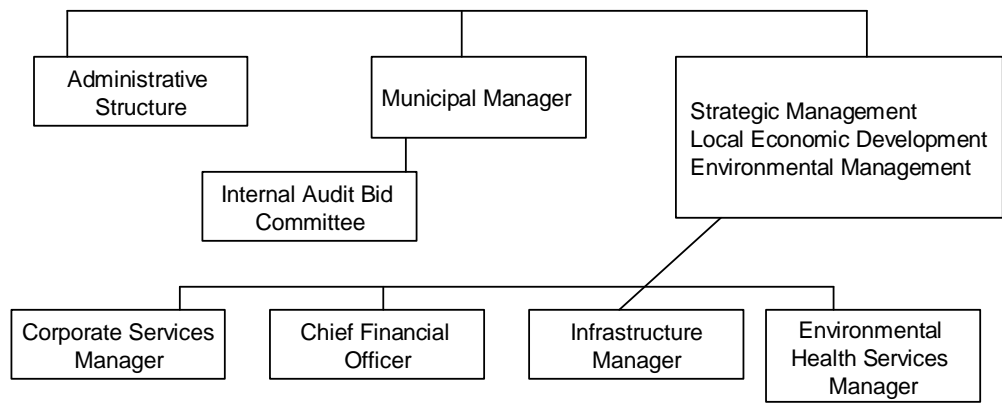 Administrative
Structure
Municipal Manager
Strategic Management
Local Economic Development
Environmental Management
Internal Audit Bid
Committee
Corporate Services
Manager
Chief Financial
Officer
Infrastructure
Manager
Environmental
Health Services
Manager